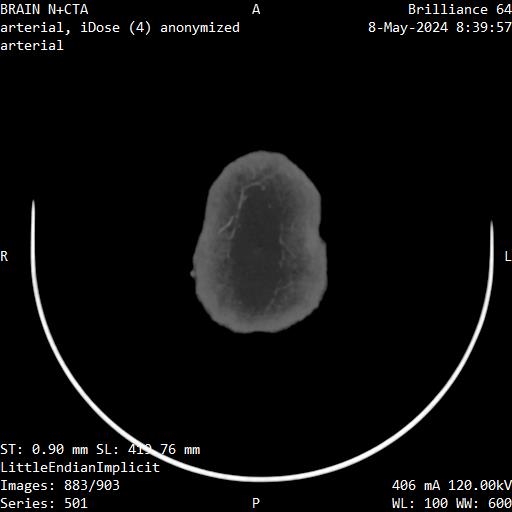 BRAIN N+CTA
A
Brilliance 64
arterial, iDose (4) anonymized
8-May-2024 8:39:57
arterial
R
L
ST: 0.90 mm SL: 419.76 mm
LittleEndianImplicit
Images: 883/903
406 mA 120.00kV
Series: 501
P
WL: 100 WW: 600